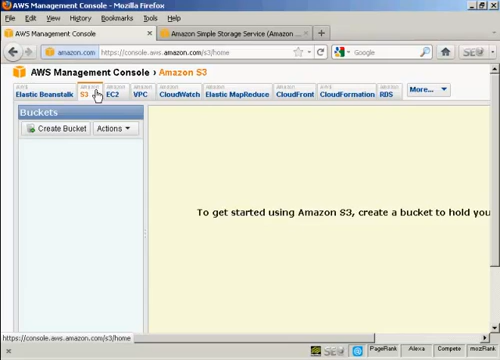 AWS Management Console - Mozilla Firefox
File Edit View History Bookmarks Tools Help
AWS Management Console
Amazon Simple Storage Service (Amazon ...
amazon.com https://console.aws.amazon.com/s3/home
Google
AWS Management Console › Amazon S3
Elastic Beanstalk S3 EC2 VPC CloudWatch Elastic MapReduce CloudFront CloudFormation RDS More...
Buckets
Create Bucket Actions
To get started using Amazon S3, create a bucket to hold you
https://console.aws.amazon.com/s3/home
PageRank Alexa Compete mozRank